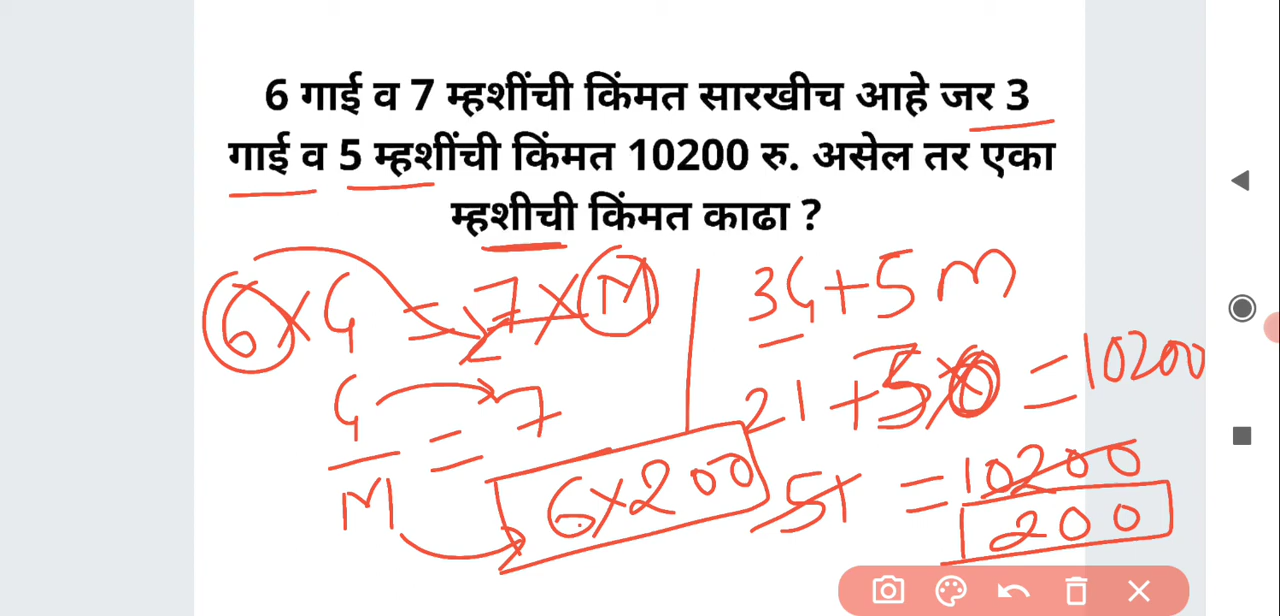 6 गाई व 7 म्हशींची किंमत सारखीच आहे जर 3
गाई व 5 म्हशींची किंमत 10200 रु. असेल तर एका
म्हशीची किंमत काढा ?
6 × G = 7 × M
G/M = 7/6×200
3G + 5M
21 + 5×6 = 10200
51 = 10200
200